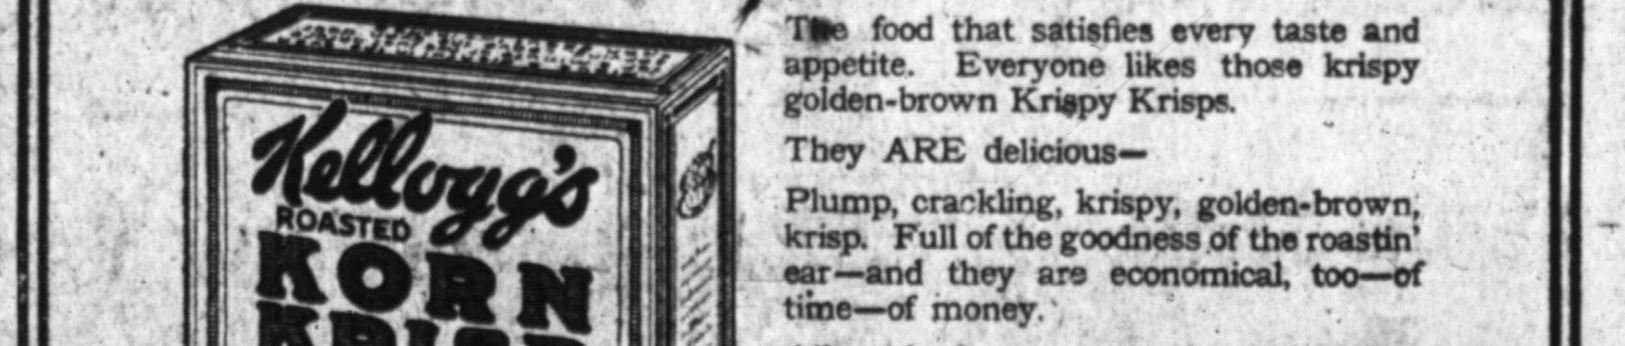 Kellogg's
ROASTED
KORN
KRISP
The food that satisfies every taste and
appetite. Everyone likes those krispy
golden-brown Krispy Krisps.
They ARE delicious—
Plump, crackling, krispy, golden-brown,
krisp. Full of the goodness of the roastin'
ear—and they are economical, too—of
time—of money.